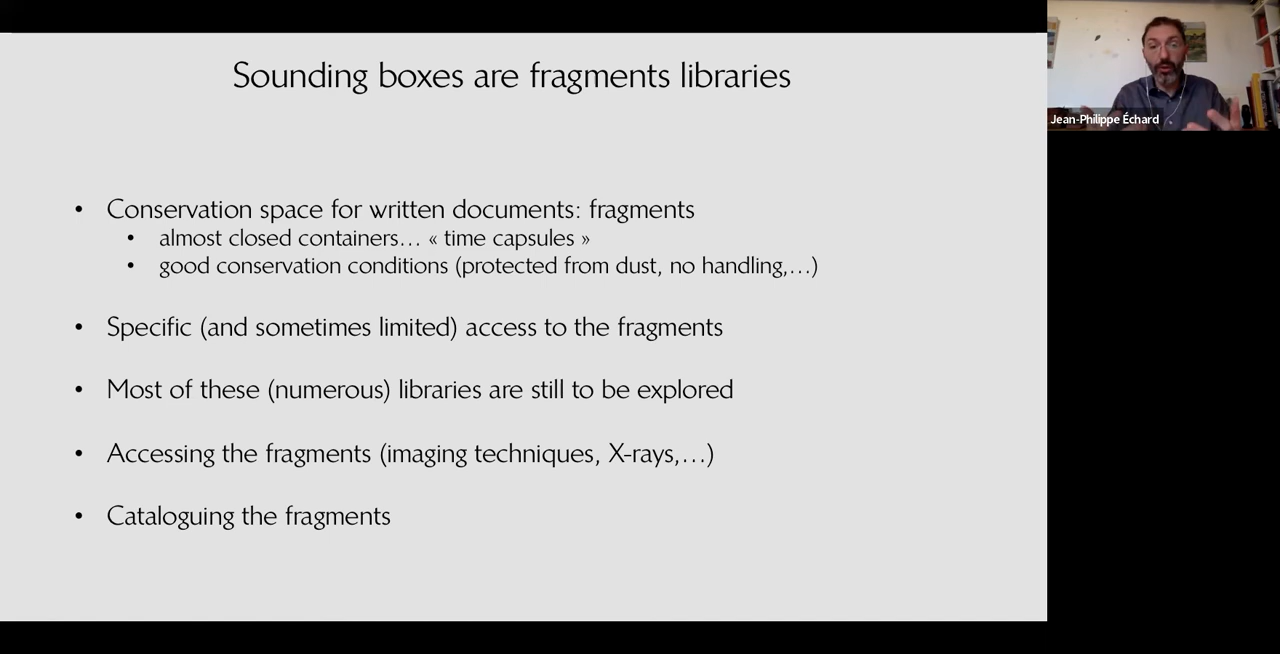 Sounding boxes are fragments libraries
Jean-Philippe Échard
• Conservation space for written documents: fragments
• almost closed containers… « time capsules »
• good conservation conditions (protected from dust, no handling,…)
• Specific (and sometimes limited) access to the fragments
• Most of these (numerous) libraries are still to be explored
• Accessing the fragments (imaging techniques, X-rays,…)
• Cataloguing the fragments